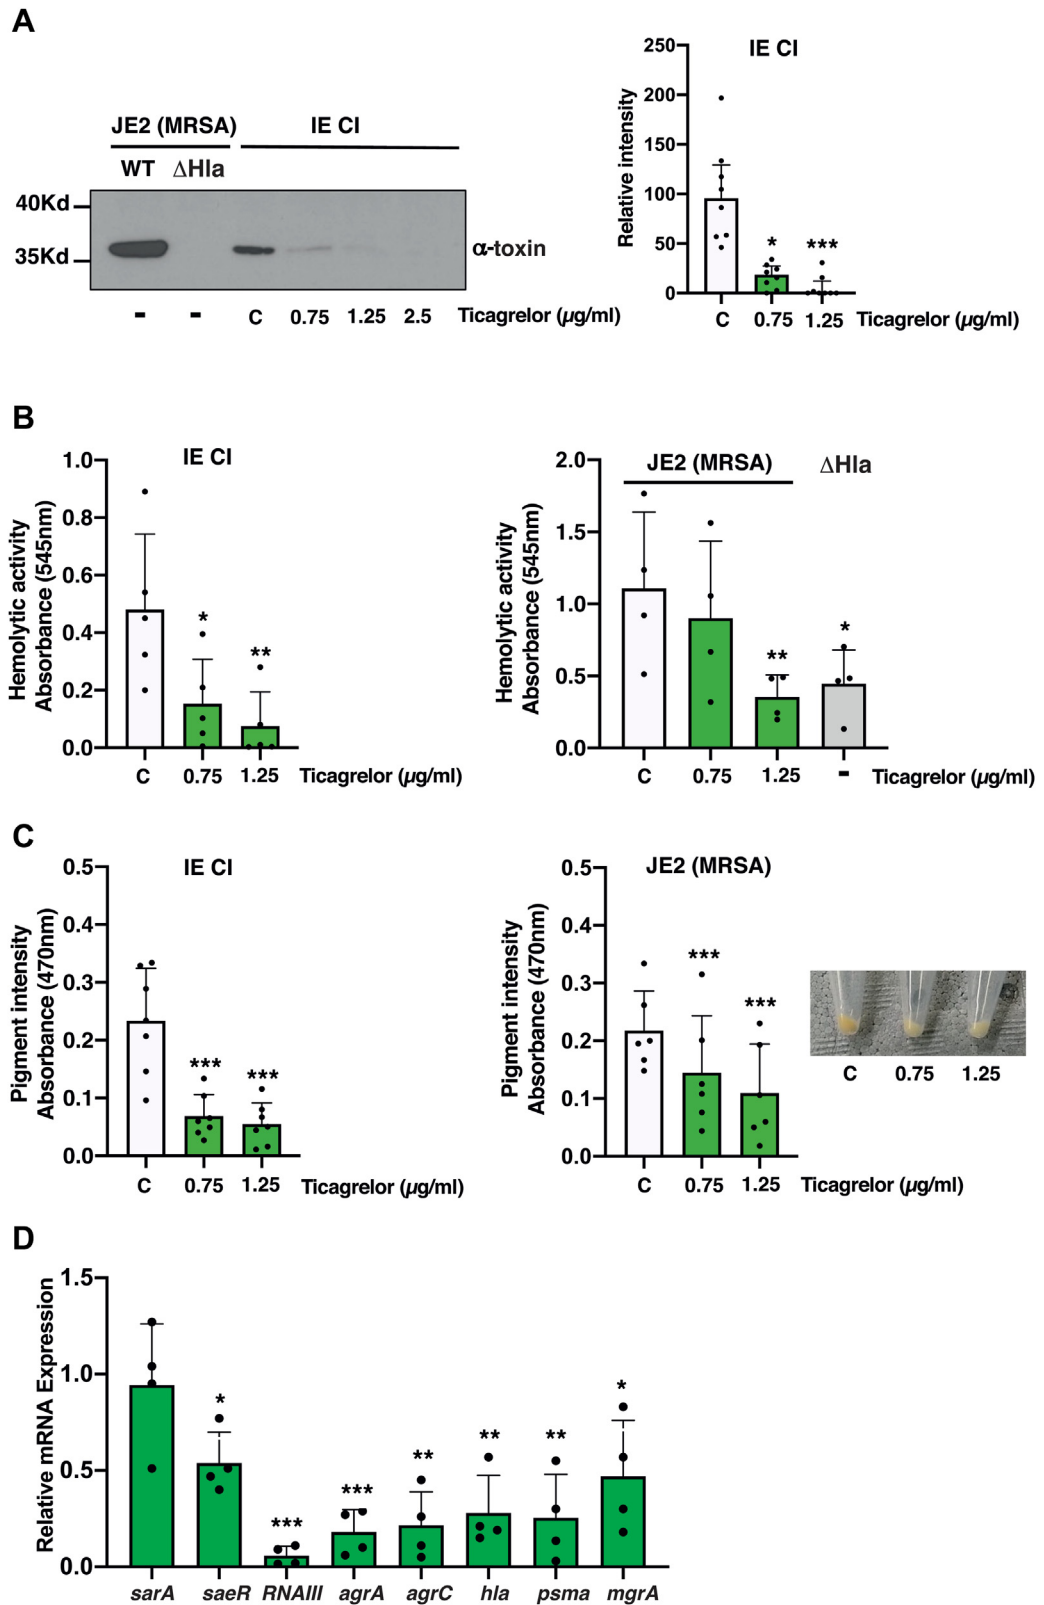 A
JE2 (MRSA)
IE CI
WT
ΔHla
40Kd
35Kd
α-toxin
- - C 0.75 1.25 2.5 Ticagrelor (µg/ml)
IE CI
Relative intensity
250
200
150
100
50
0
*
***
C 0.75 1.25 Ticagrelor (µg/ml)
B
IE CI
Hemolytic activity
Absorbance (545nm)
1.0
0.8
0.6
0.4
0.2
0.0
*
**
C 0.75 1.25 Ticagrelor (µg/ml)
JE2 (MRSA)
ΔHla
Hemolytic activity
Absorbance (545nm)
2.0
1.5
1.0
0.5
0.0
**
*
C 0.75 1.25 - Ticagrelor (µg/ml)
C
IE CI
Pigment intensity
Absorbance (470nm)
0.5
0.4
0.3
0.2
0.1
0.0
***
***
C 0.75 1.25 Ticagrelor (µg/ml)
JE2 (MRSA)
Pigment intensity
Absorbance (470nm)
0.5
0.4
0.3
0.2
0.1
0.0
***
***
C 0.75 1.25 Ticagrelor (µg/ml)
C 0.75 1.25
D
Relative mRNA Expression
1.5
1.0
0.5
0.0
*
***
***
**
**
**
*
sarA saeR RNAIII agrA agrC hla psma mgrA